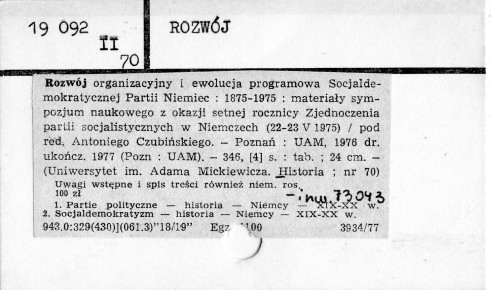 19 092 ROZWÓJ
II
70
Rozwój organizacyjny i ewolucja programowa Socjalde-
mokratycznej Partii Niemiec : 1875-1975 : materiały sym-
pozjum naukowego z okazji setnej rocznicy Zjednoczenia
partii socjalistycznych w Niemczech (22-23 V 1975) / pod
red. Antoniego Czubińskiego. – Poznań : UAM, 1976 dr.
ukończ. 1977 (Pozn : UAM). – 346, [4] s. : tab. ; 24 cm. –
(Uniwersytet im. Adama Mickiewicza. Historia ; nr 70)
Uwagi wstępne i spis treści również niem. ros.
100 zł – inw 73043
1. Partie polityczne — historia — Niemcy — XIX-XX w.
2. Socjaldemokratyzm — historia — Niemcy — XIX-XX w.
943.0:329(430)](061.3)"18/19" Egz. 1100 3934/77